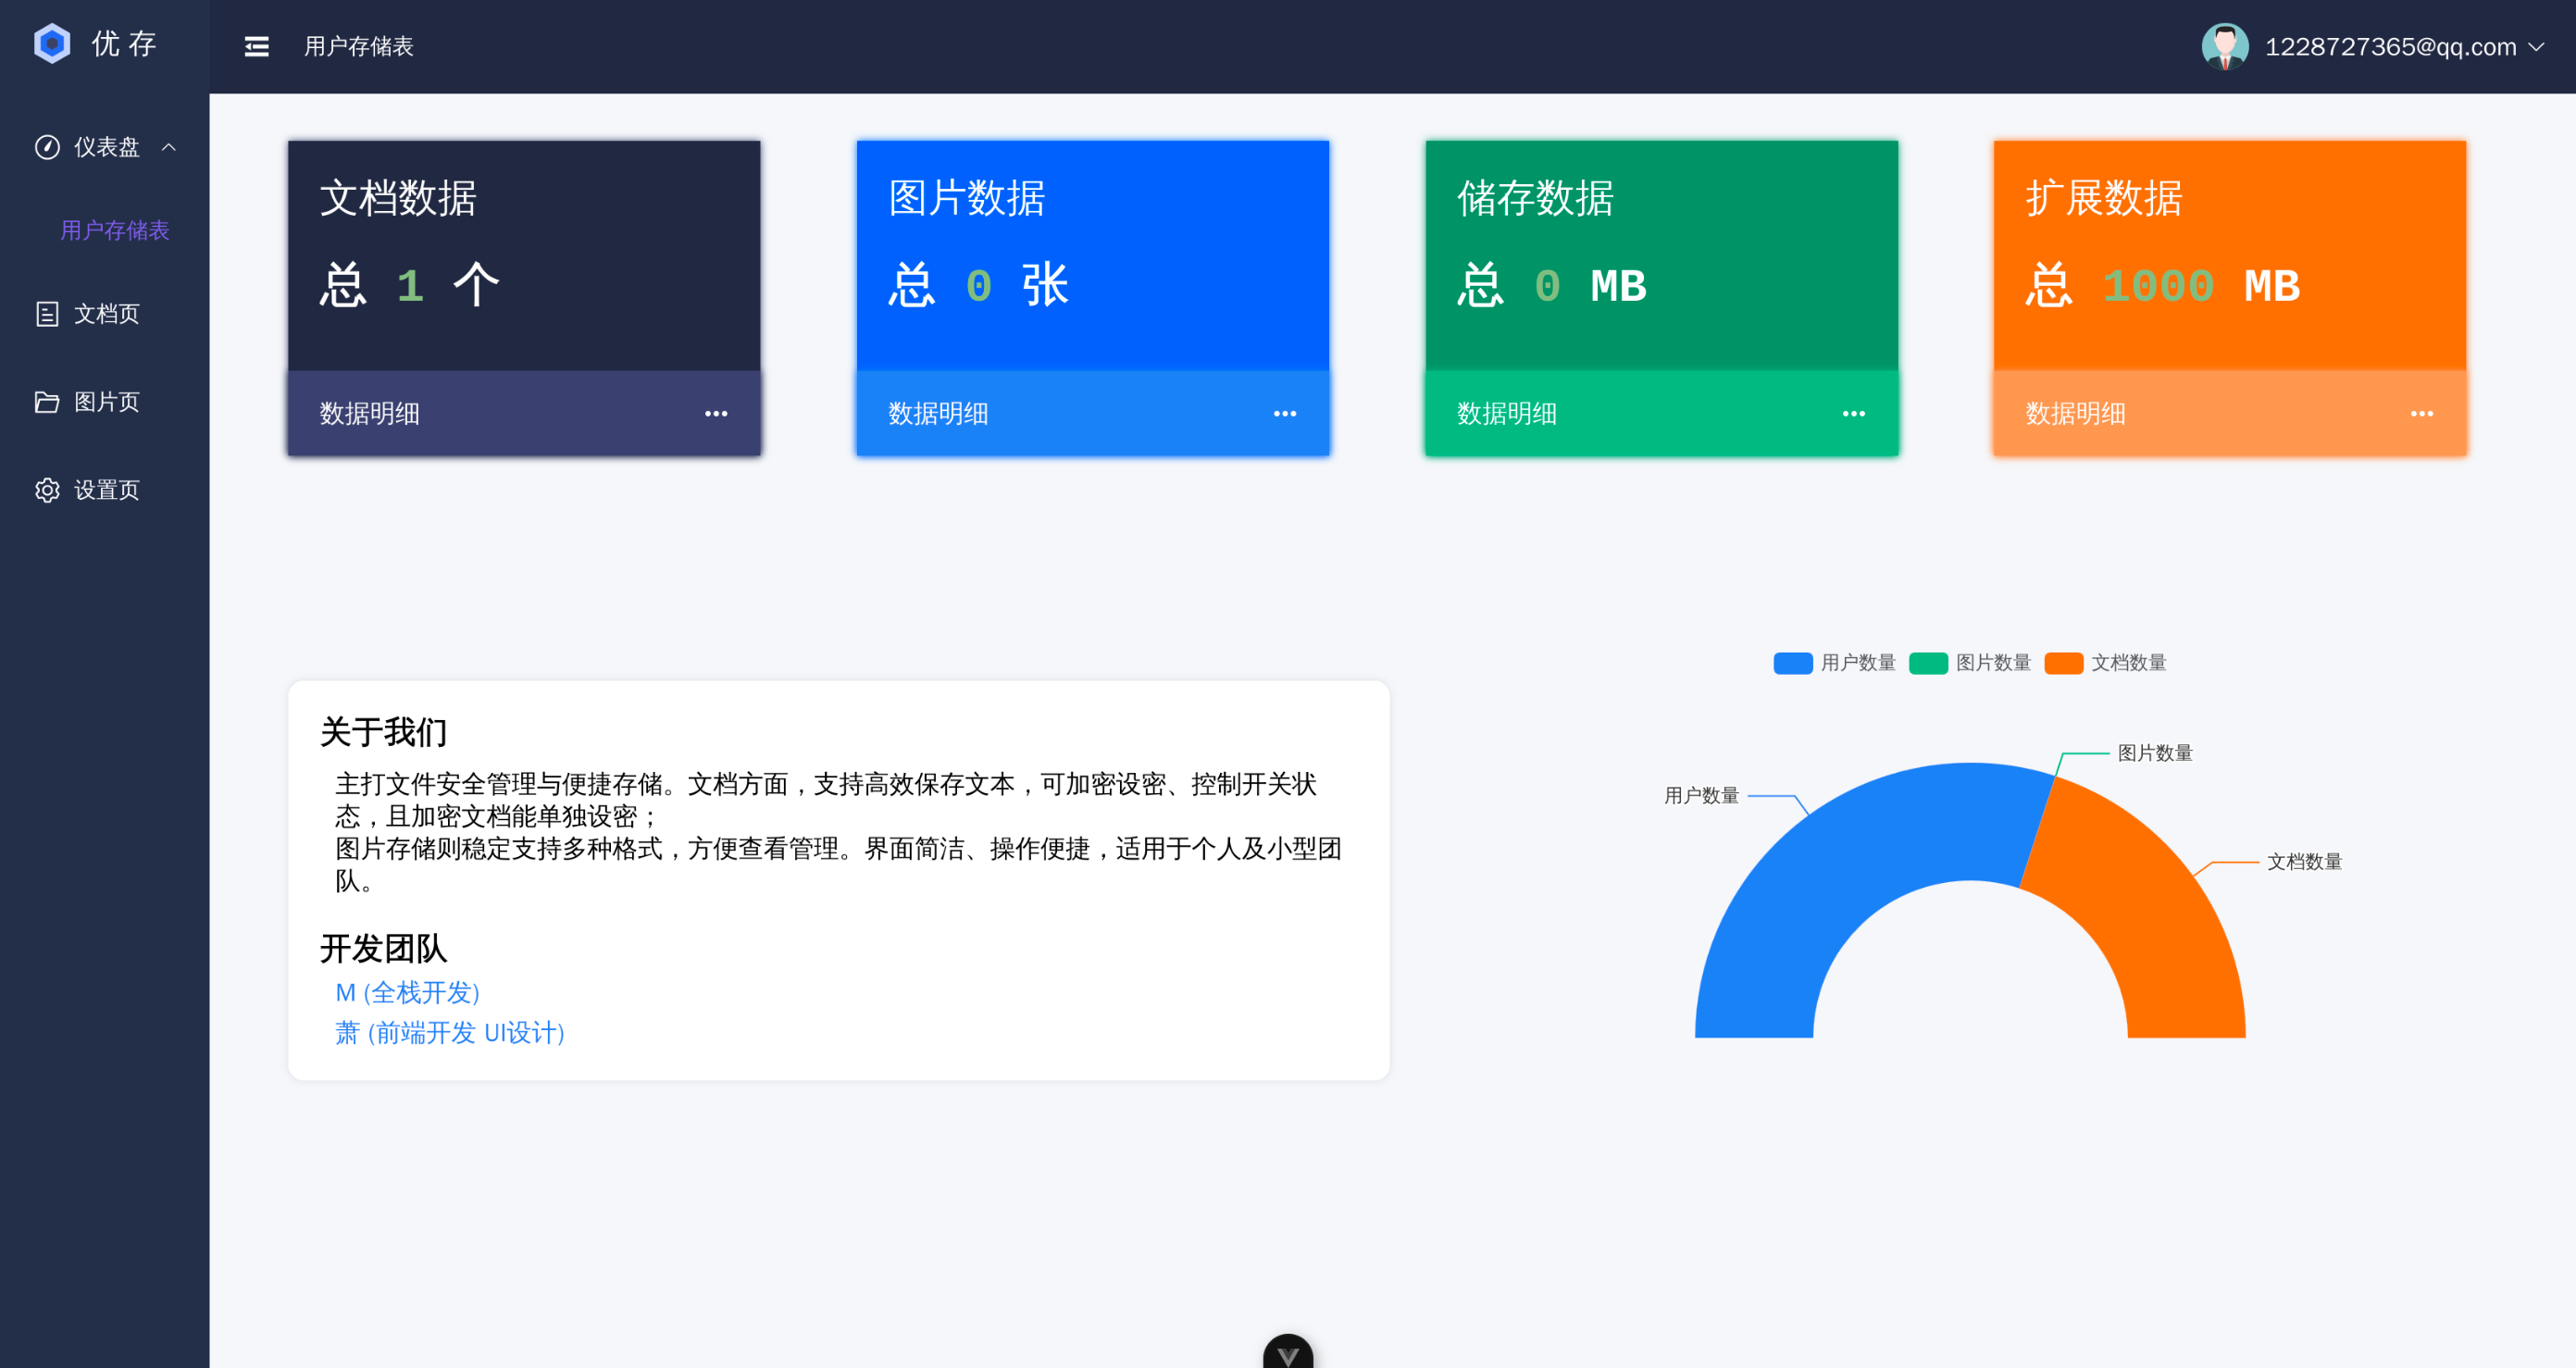 优存
用户存储表
1228727365@qq.com
仪表盘
用户存储表
文档页
图片页
设置页
文档数据
总 1 个
数据明细
图片数据
总 0 张
数据明细
储存数据
总 0 MB
数据明细
扩展数据
总 1000 MB
数据明细
关于我们
主打文件安全管理与便捷存储。文档方面，支持高效保存文本，可加密设密、控制开关状
态，且加密文档能单独设密；
图片存储则稳定支持多种格式，方便查看管理。界面简洁、操作便捷，适用于个人及小型团
队。
开发团队
M (全栈开发)
萧 (前端开发 UI设计)
用户数量 图片数量 文档数量
图片数量
用户数量
文档数量